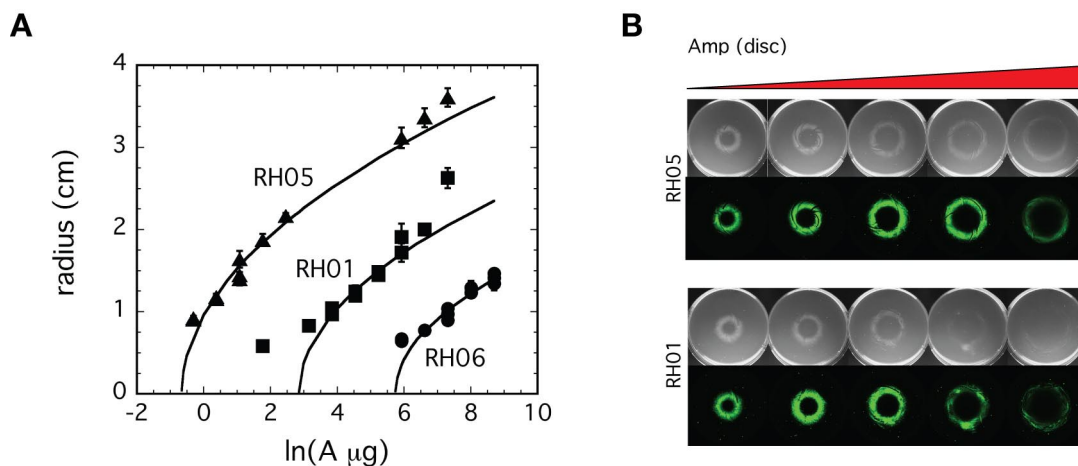 A
4
3
2
1
0
-2
0
2
4
6
8
10
radius (cm)
ln(A μg)
RH05
RH01
RH06
B
Amp (disc)
RH05
RH01